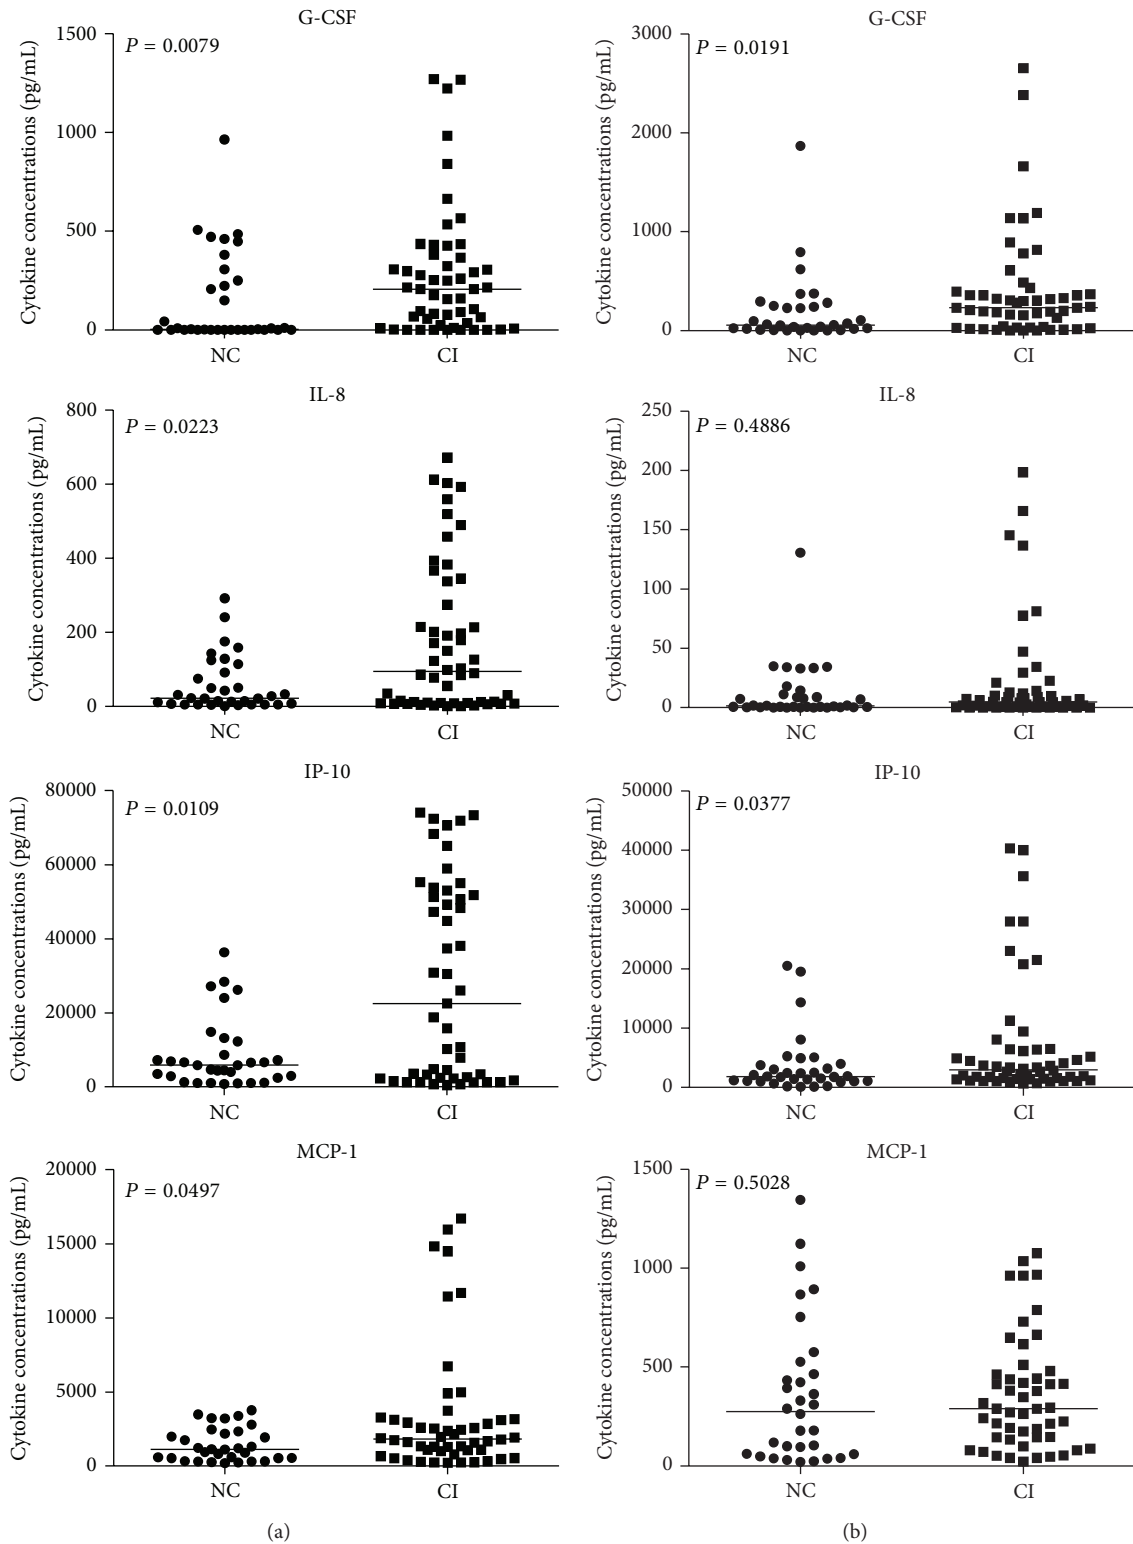 G-CSF
P = 0.0079
Cytokine concentrations (pg/mL)
1500
1000
500
0
NC
CI
G-CSF
P = 0.0191
Cytokine concentrations (pg/mL)
3000
2000
1000
0
NC
CI
IL-8
P = 0.0223
Cytokine concentrations (pg/mL)
800
600
400
200
0
NC
CI
IL-8
P = 0.4886
Cytokine concentrations (pg/mL)
250
200
150
100
50
0
NC
CI
IP-10
P = 0.0109
Cytokine concentrations (pg/mL)
80000
60000
40000
20000
0
NC
CI
IP-10
P = 0.0377
Cytokine concentrations (pg/mL)
50000
40000
30000
20000
10000
0
NC
CI
MCP-1
P = 0.0497
Cytokine concentrations (pg/mL)
20000
15000
10000
5000
0
NC
CI
MCP-1
P = 0.5028
Cytokine concentrations (pg/mL)
1500
1000
500
0
NC
CI
(a)
(b)